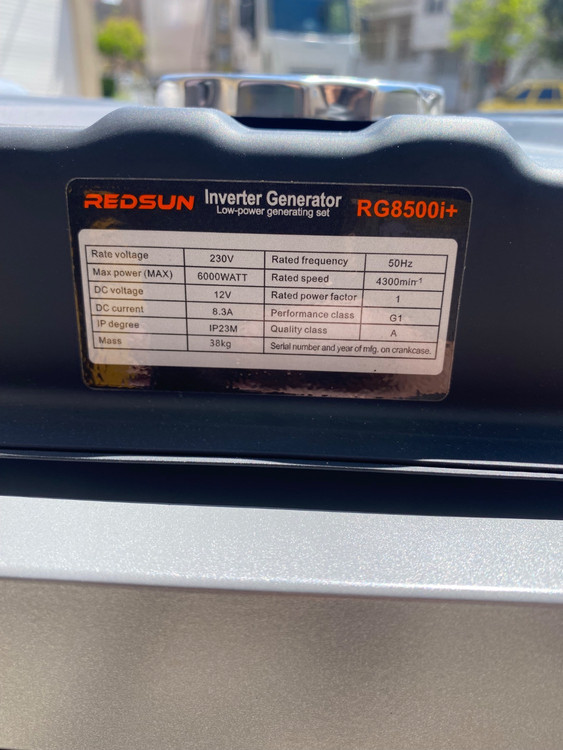 REDSUN Inverter Generator RG8500i+
Low-power generating set
Rate voltage 230V Rated frequency 50Hz
Max power (MAX) 6000WATT Rated speed 4300min-1
DC voltage 12V Rated power factor 1
DC current 8.3A Performance class G1
IP degree IP23M Quality class A
Mass 38kg Serial number and year of mfg. on crankcase.